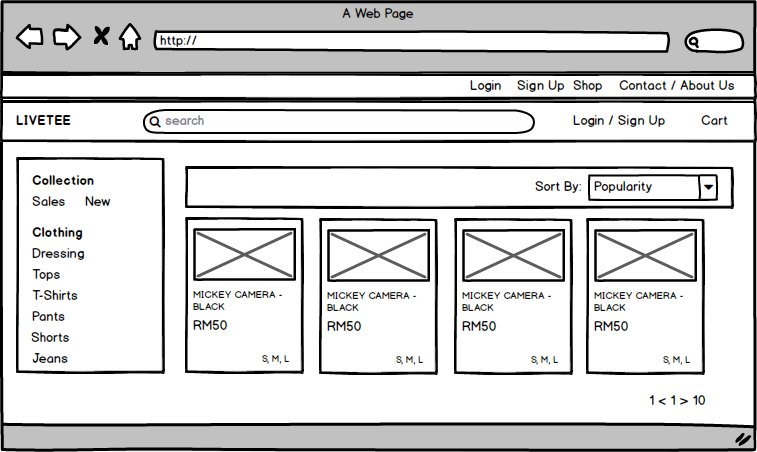 A Web Page
http://
Login Sign Up Shop Contact / About Us
LIVETEE search Login / Sign Up Cart
Collection
Sales New
Clothing
Dressing
Tops
T-Shirts
Pants
Shorts
Jeans
Sort By: Popularity
MICKEY CAMERA -
BLACK
RM50
S, M, L
MICKEY CAMERA -
BLACK
RM50
S, M, L
MICKEY CAMERA -
BLACK
RM50
S, M, L
MICKEY CAMERA -
BLACK
RM50
S, M, L
1 < 1 > 10